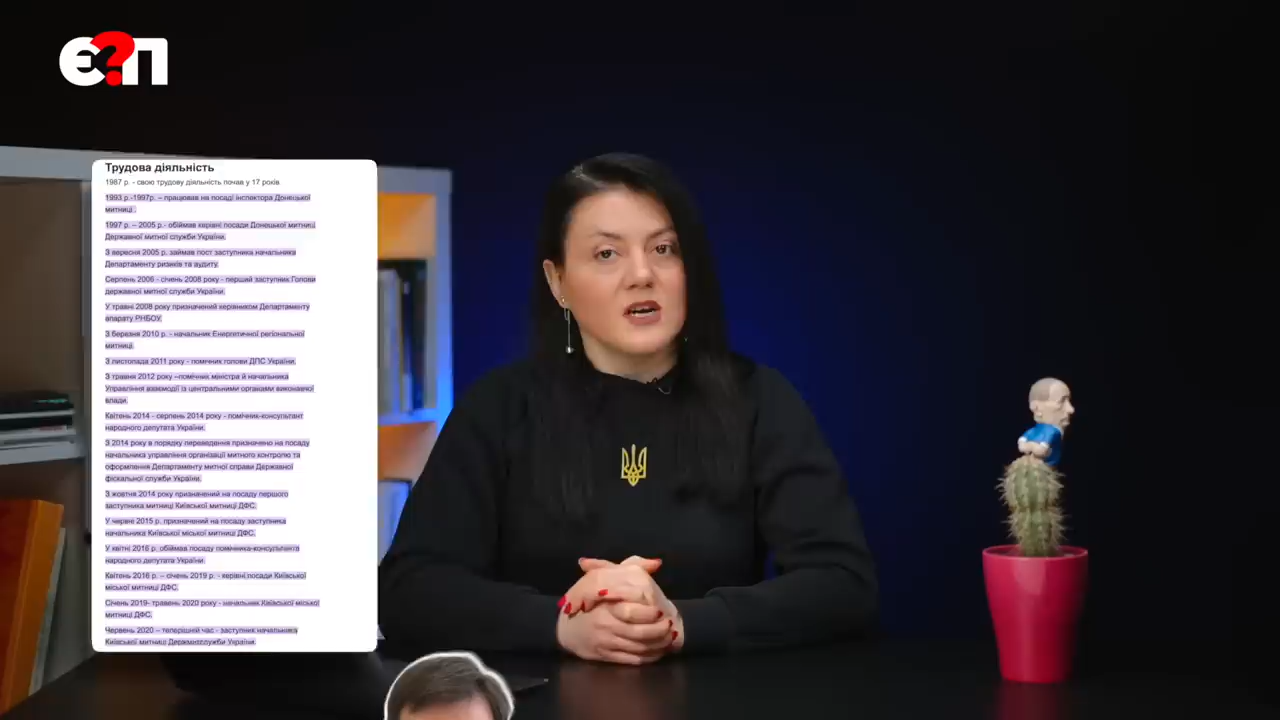 Є?П
Трудова діяльність
1987 р. - свою трудову діяльність почав у 17 років
1993 р.-1997р. – працював на посаді інспектора Донецької
митниці .
1997 р. – 2005 р.- обіймав керівні посади Донецької митниці
Державної митної служби України.
З вересня 2005 р. займав пост заступника начальника
Департаменту ризиків та аудиту.
Серпень 2006 - січень 2008 року - перший заступник Голови
державної митної служби України.
У травні 2008 року призначений керівником Департаменту
апарату РНБОУ.
З березня 2010 р. - начальник Енергетичної регіональної
митниці.
З листопада 2011 року - помічник голови ДПС України.
З травня 2012 року –помічник міністра й начальника
Управління взаємодії із центральними органами виконавчої
влади.
Квітень 2014 - серпень 2014 року - помічник-консультант
народного депутата України.
З 2014 року в порядку переведення призначено на посаду
начальника управління організації митного контролю та
оформлення Департаменту митної справи Державної
фіскальної служби України.
З жовтня 2014 року призначений на посаду першого
заступника митниці Київської митниці ДФС.
У червні 2015 р. призначений на посаду заступника
начальника Київської міської митниці ДФС.
У квітні 2016 р. обіймав посаду помічника-консультанта
народного депутата України.
Квітень 2016 р. – січень 2019 р. - керівні посади Київської
міської митниці ДФС.
Січень 2019- травень 2020 року - начальник Київської міської
митниці ДФС.
Червень 2020 – теперішній час - заступник начальника
Київської митниці Держмитслужби України.